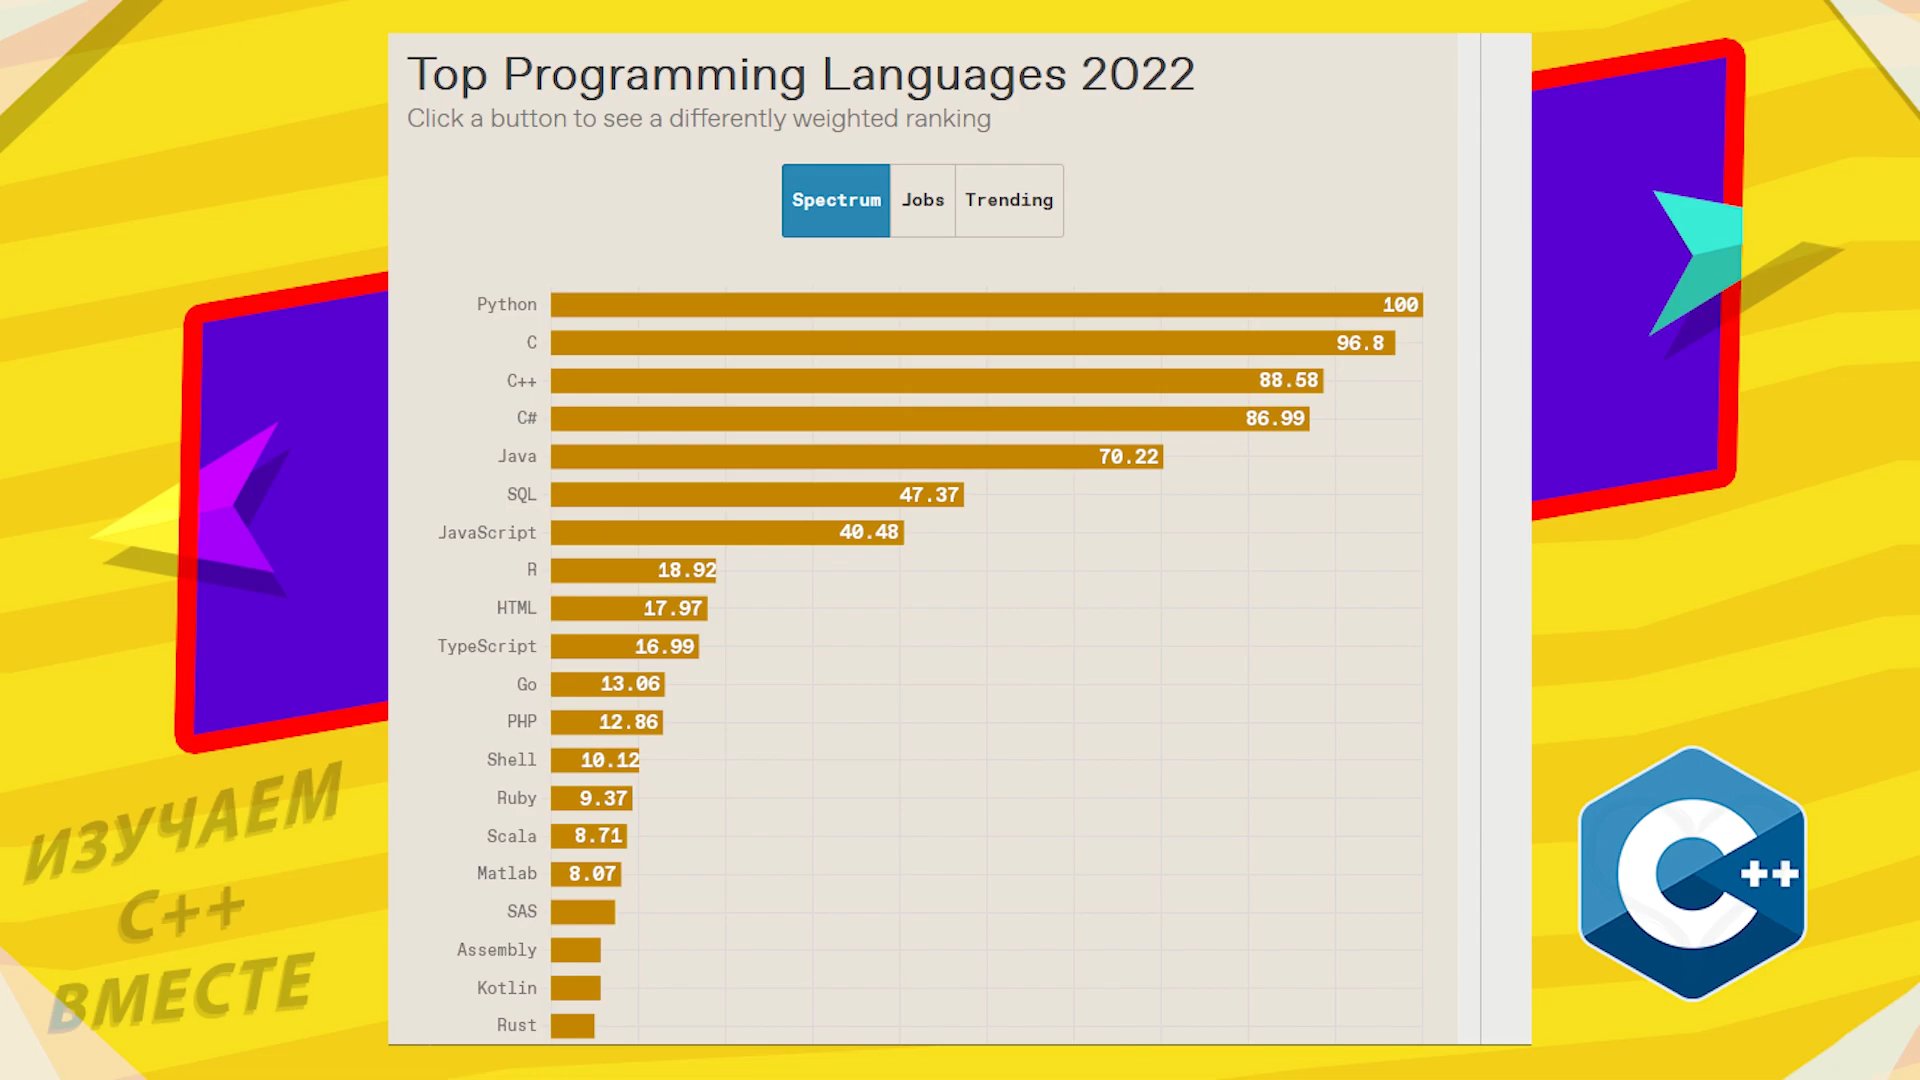 Top Programming Languages 2022
Click a button to see a differently weighted ranking
Spectrum Jobs Trending
Python 100
C 96.8
C++ 88.58
C# 86.99
Java 70.22
SQL 47.37
JavaScript 40.48
R 18.92
HTML 17.97
TypeScript 16.99
Go 13.06
PHP 12.86
Shell 10.12
Ruby 9.37
Scala 8.71
Matlab 8.07
SAS
Assembly
Kotlin
Rust
ИЗУЧАЕМ
C++
ВМЕСТЕ
C++